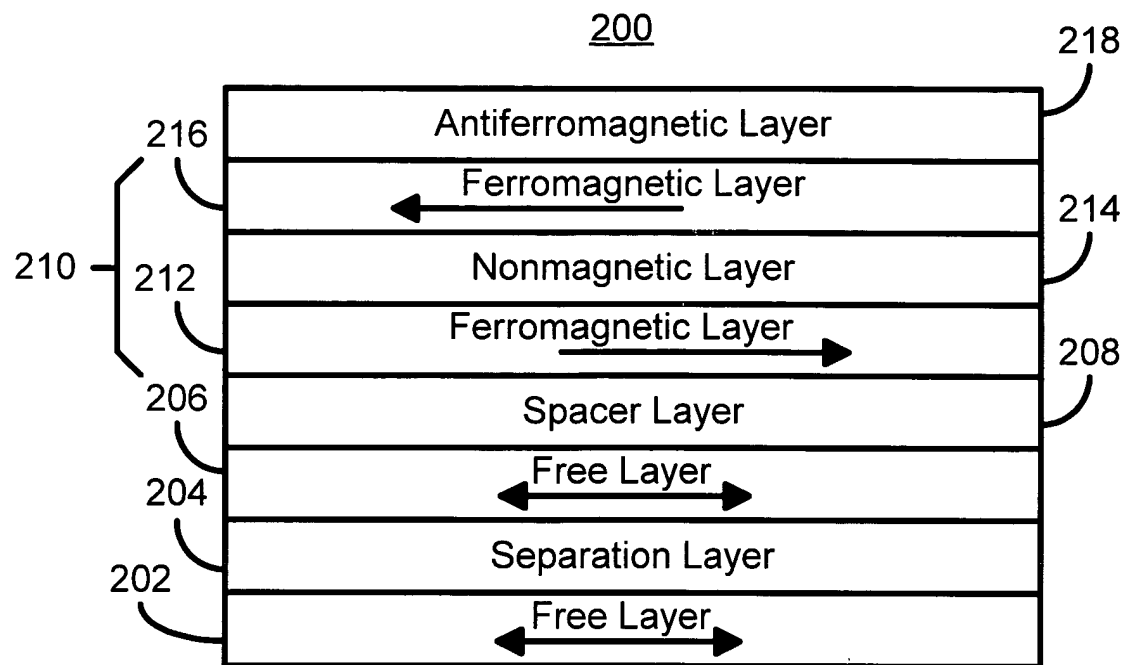 200
218
Antiferromagnetic Layer
216
Ferromagnetic Layer
214
210
Nonmagnetic Layer
212
Ferromagnetic Layer
208
206
Spacer Layer
Free Layer
204
Separation Layer
202
Free Layer